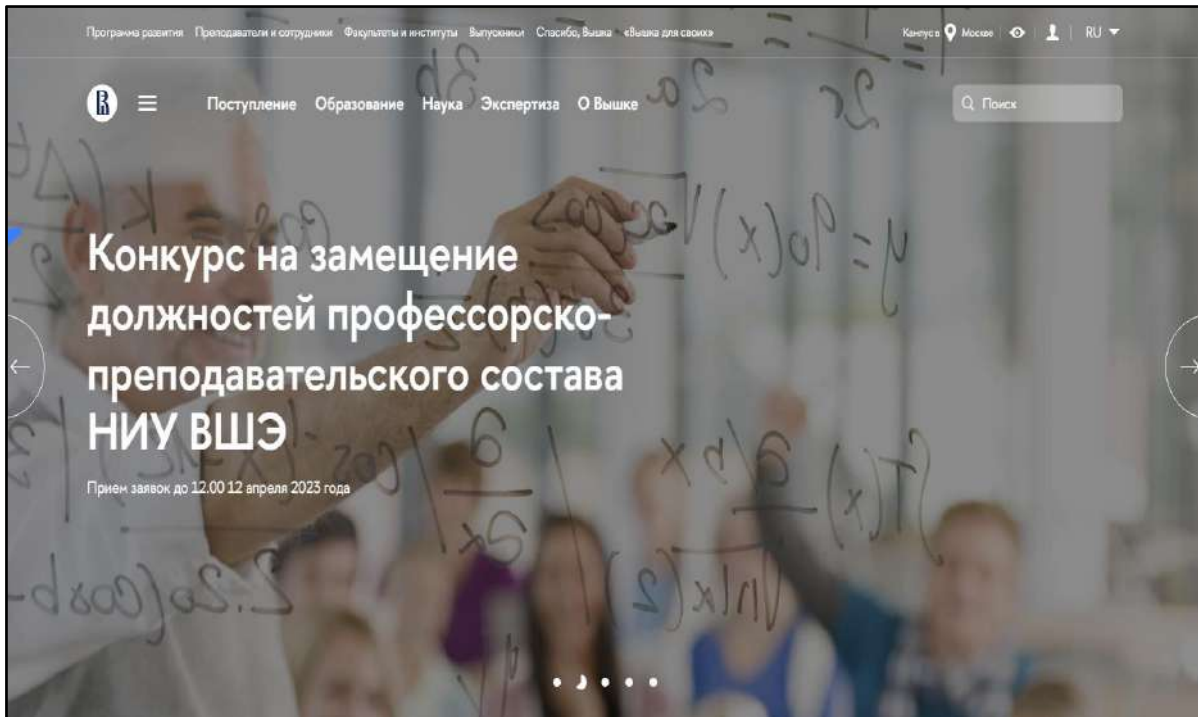 Программа развития Преподаватели и сотрудники Факультеты и институты Выпускники Спасибо, Вышка «Вышка для своих» Кампус в Москве RU
Поступление Образование Наука Экспертиза О Вышке Поиск
Конкурс на замещение
должностей профессорско-
преподавательского состава
НИУ ВШЭ
Прием заявок до 12.00 12 апреля 2023 года